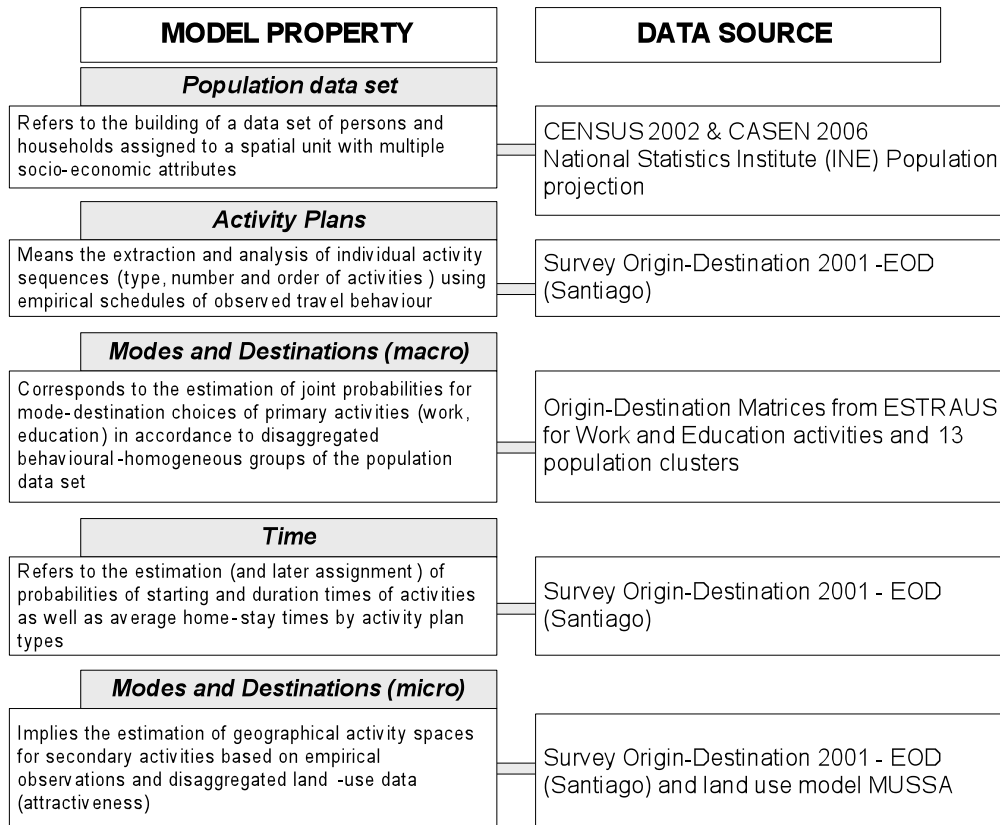 MODEL PROPERTY
DATA SOURCE
Population data set
Refers to the building of a data set of persons and
households assigned to a spatial unit with multiple
socio-economic attributes
CENSUS 2002 & CASEN 2006
National Statistics Institute (INE) Population
projection
Activity Plans
Means the extraction and analysis of individual activity
sequences (type, number and order of activities ) using
empirical schedules of observed travel behaviour
Survey Origin-Destination 2001 -EOD
(Santiago)
Modes and Destinations (macro)
Corresponds to the estimation of joint probabilities for
mode-destination choices of primary activities (work,
education ) in accordance to disaggregated
behavioural-homogeneous groups of the population
data set
Origin-Destination Matrices from ESTRAUS
for Work and Education activities and 13
population clusters
Time
Refers to the estimation (and later assignment ) of
probabilities of starting and duration times of activities
as well as average home-stay times by activity plan
types
Survey Origin-Destination 2001 - EOD
(Santiago)
Modes and Destinations (micro)
Implies the estimation of geographical activity spaces
for secondary activities based on empirical
observations and disaggregated land -use data
(attractiveness)
Survey Origin-Destination 2001 - EOD
(Santiago) and land use model MUSSA